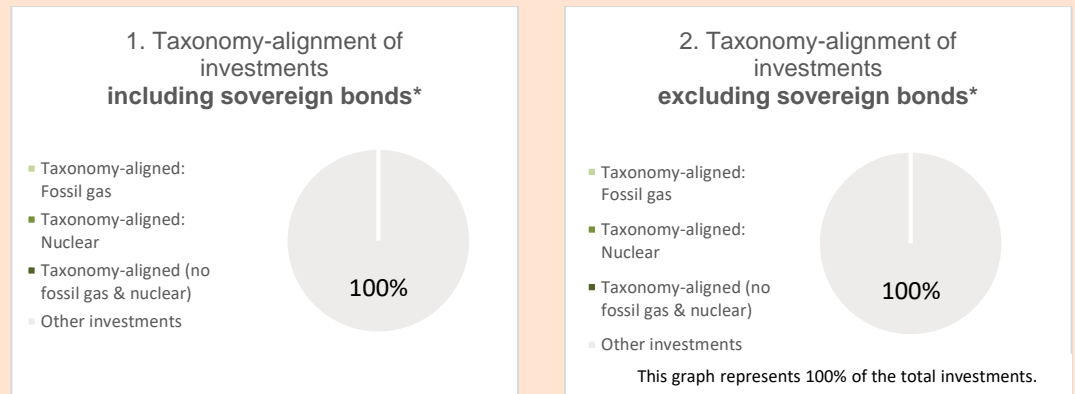 1. Taxonomy-alignment of
investments
including sovereign bonds*
Taxonomy-aligned:
Fossil gas
Taxonomy-aligned:
Nuclear
Taxonomy-aligned (no
fossil gas & nuclear)
Other investments
100%
2. Taxonomy-alignment of
investments
excluding sovereign bonds*
Taxonomy-aligned:
Fossil gas
Taxonomy-aligned:
Nuclear
Taxonomy-aligned (no
fossil gas & nuclear)
Other investments
100%
This graph represents 100% of the total investments.